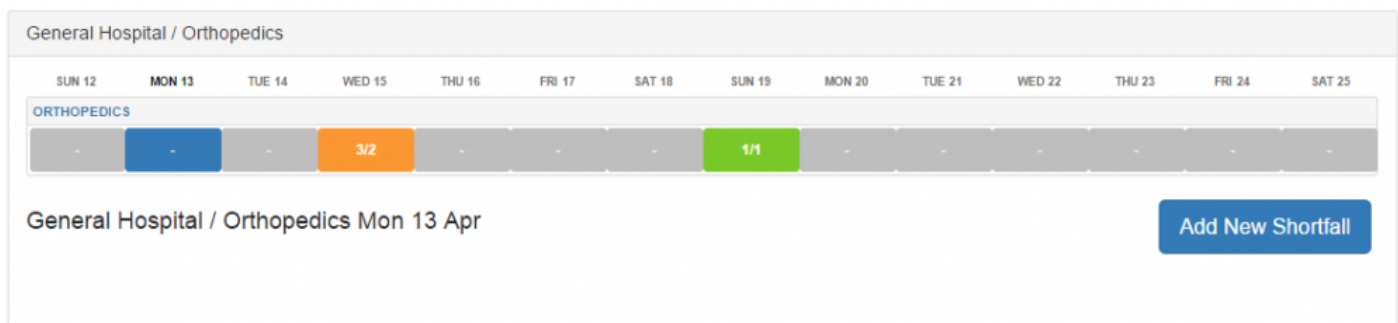 General Hospital / Orthopedics
SUN 12 MON 13 TUE 14 WED 15 THU 16 FRI 17 SAT 18 SUN 19 MON 20 TUE 21 WED 22 THU 23 FRI 24 SAT 25
ORTHOPEDICS
- - - 3/2 - - - 1/1 - - - - - -
General Hospital / Orthopedics Mon 13 Apr Add New Shortfall